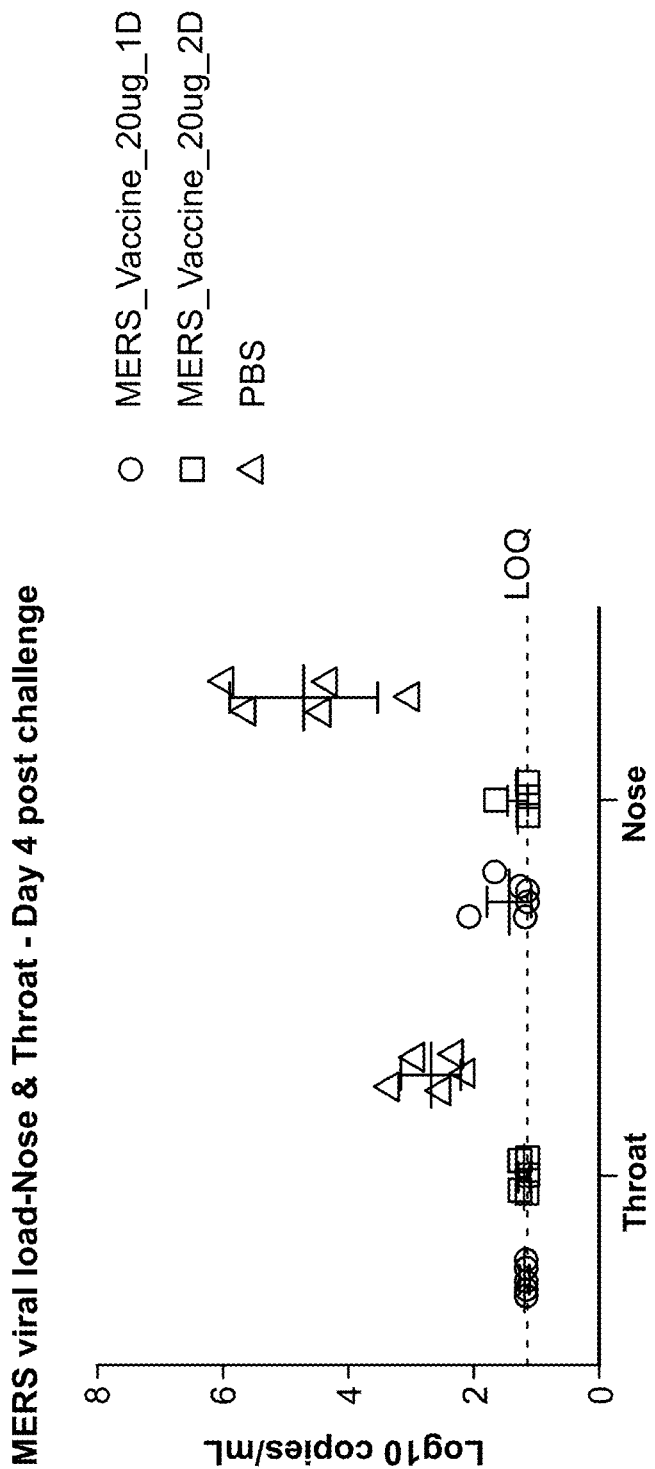 MERS viral load-Nose & Throat - Day 4 post challenge
Log10 copies/mL
8
6
4
2
0
LOQ
Throat
Nose
MERS_Vaccine_20ug_1D
MERS_Vaccine_20ug_2D
PBS